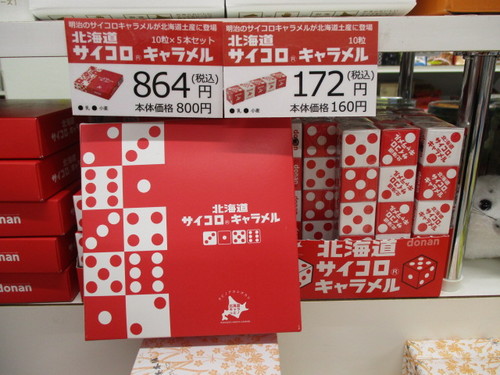 明治のサイコロキャラメルが北海道土産に登場
北海道 10粒×5本セット
サイコロ®キャラメル
864円(税込)
●乳 ●小麦
本体価格800円
明治のサイコロキャラメルが北海道土産に登場
北海道 10粒
サイコロ®キャラメル
172円(税込)
●乳 ●小麦
本体価格160円
北海道
サイコロ®キャラメル
donan
donan
donan
北海道 donan
サイコロ®
キャラメル